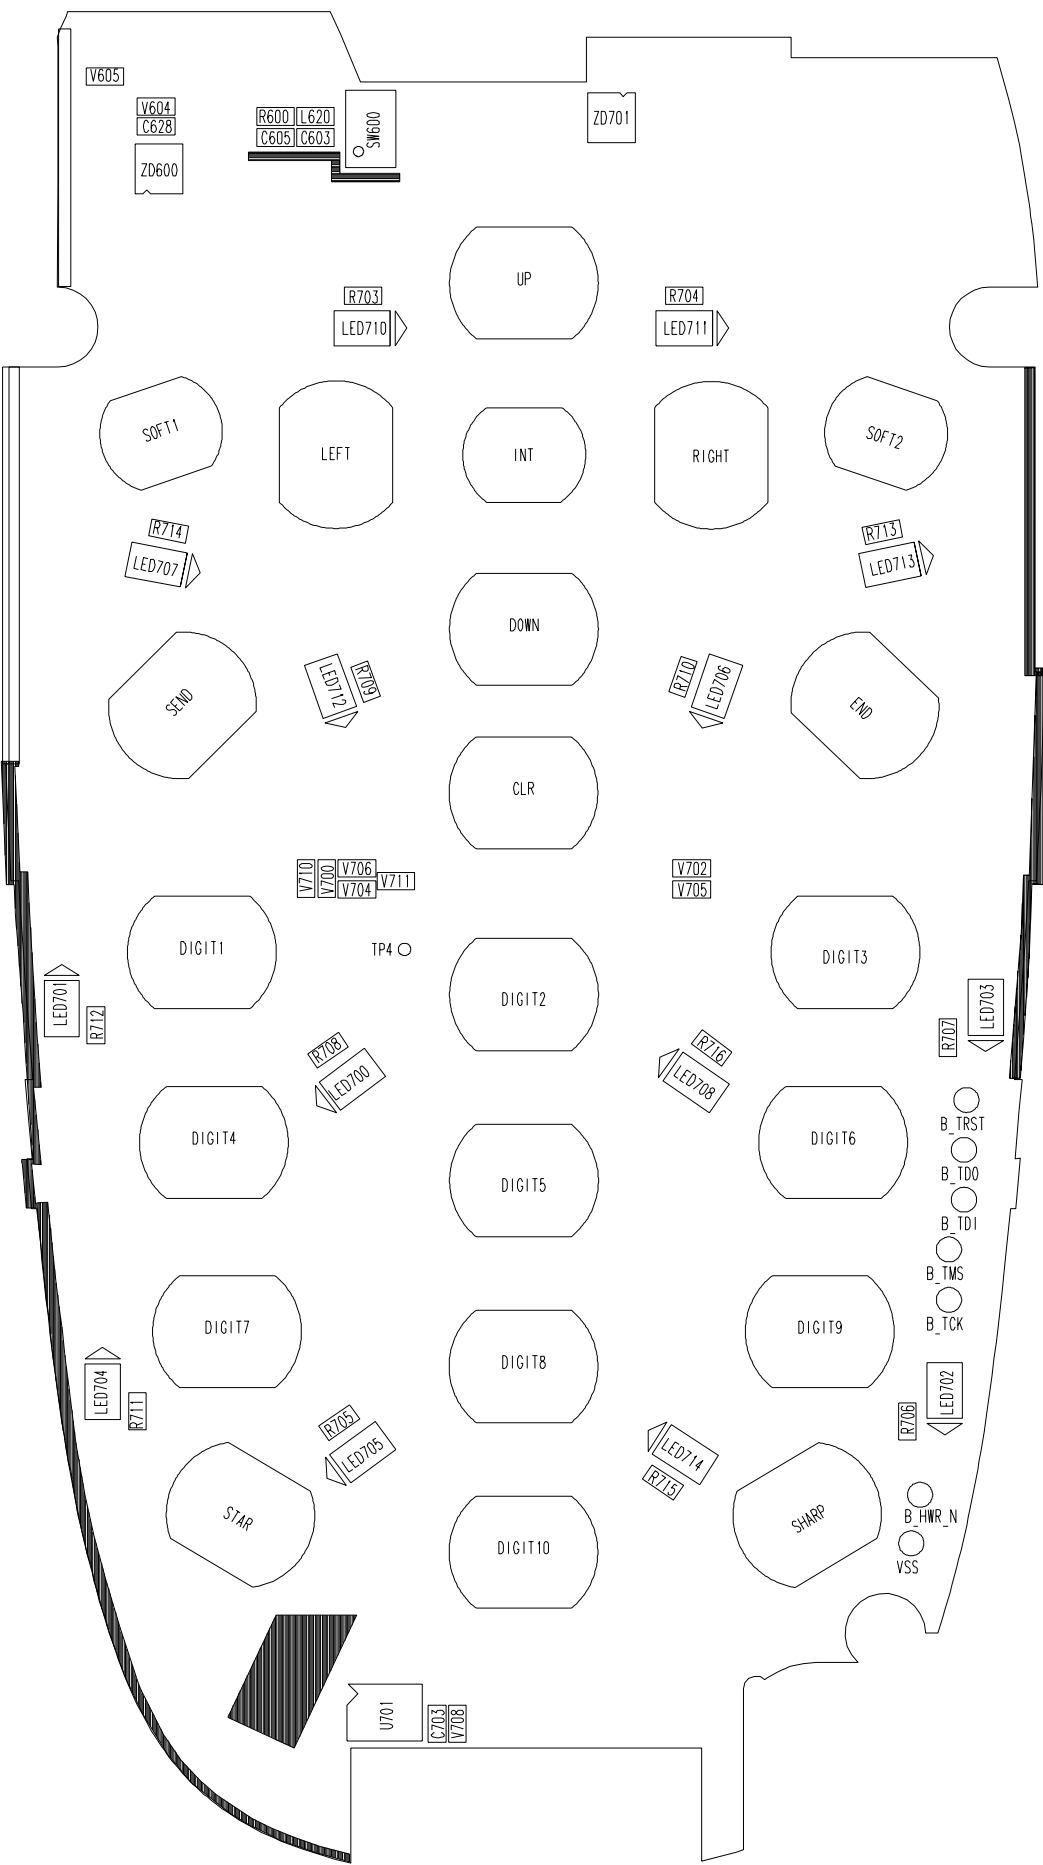 V605
V604
C628
ZD600
R600
L620
C605
C603
SW600
ZD701
UP
R703
LED710
R704
LED711
SOFT1
LEFT
INT
RIGHT
SOFT2
R714
LED707
R713
LED713
DOWN
SEND
LED712
R709
R710
LED706
END
CLR
V710
V700
V706
V704
V711
V702
V705
DIGIT1
TP4
DIGIT2
DIGIT3
LED701
R712
R707
LED703
R708
LED700
R716
LED708
B_TRST
DIGIT4
DIGIT5
DIGIT6
B_TDO
B_TDI
B_TMS
B_TCK
DIGIT7
DIGIT8
DIGIT9
LED704
R711
R706
LED702
R705
LED705
LED714
R715
STAR
DIGIT10
SHARP
B_HWR_N
VSS
U701
C703
V708